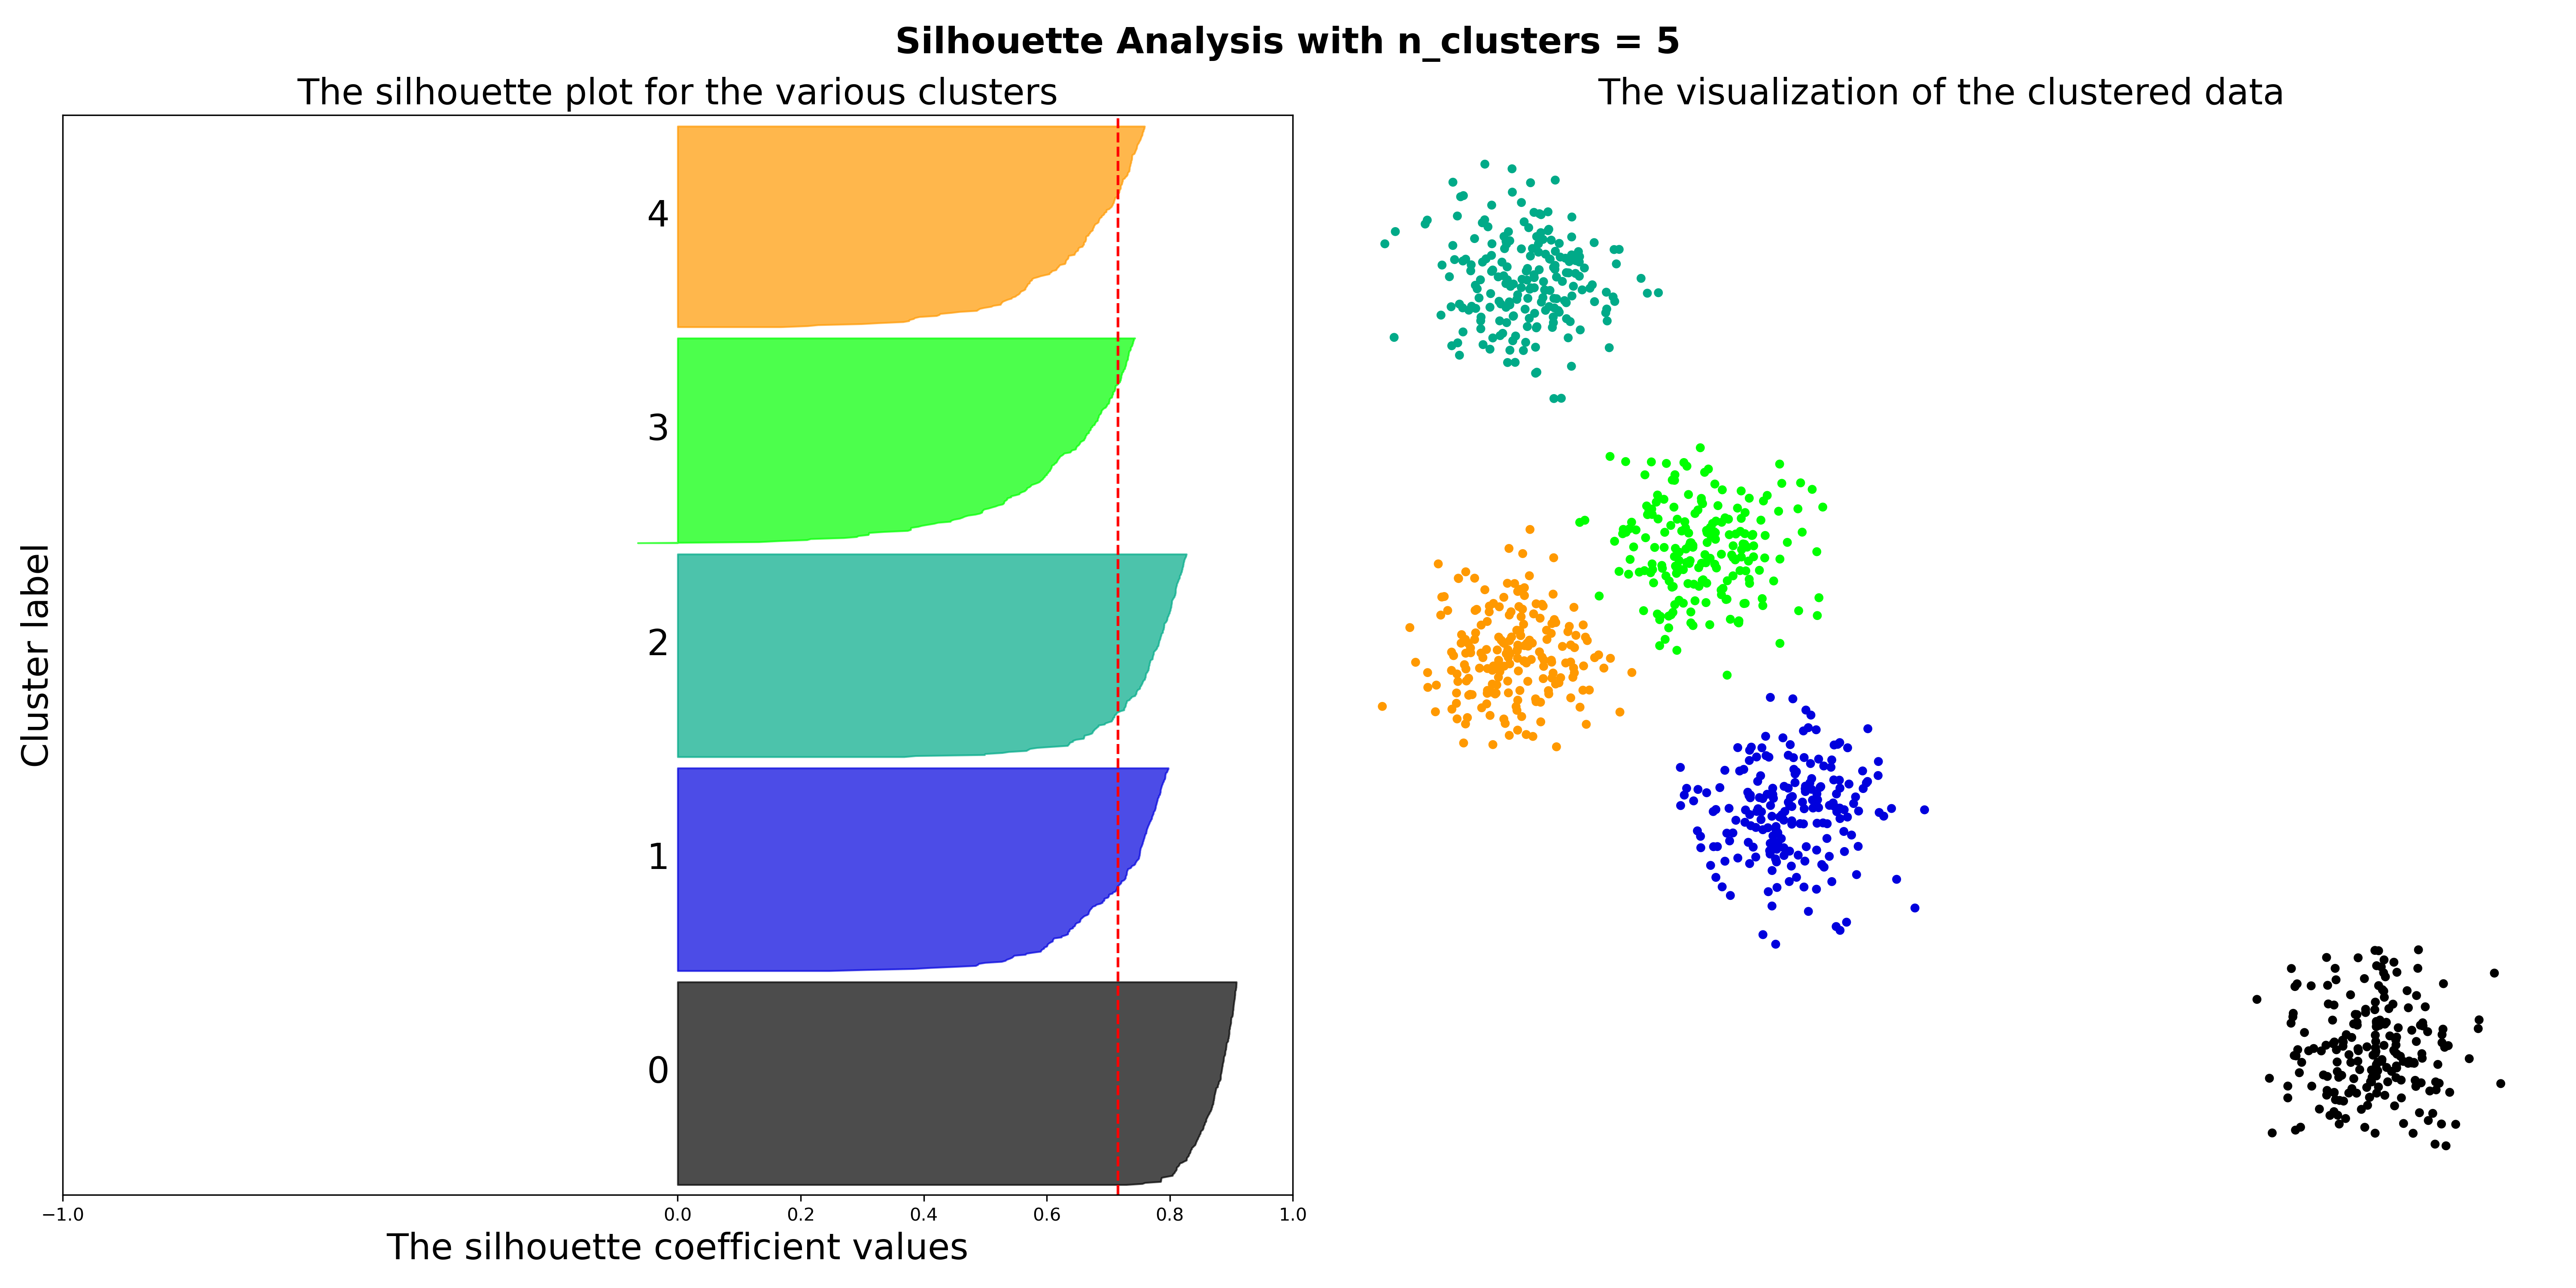 Silhouette Analysis with n_clusters = 5
The silhouette plot for the various clusters
The visualization of the clustered data
4
3
2
1
0
Cluster label
−1.0
0.0
0.2
0.4
0.6
0.8
1.0
The silhouette coefficient values